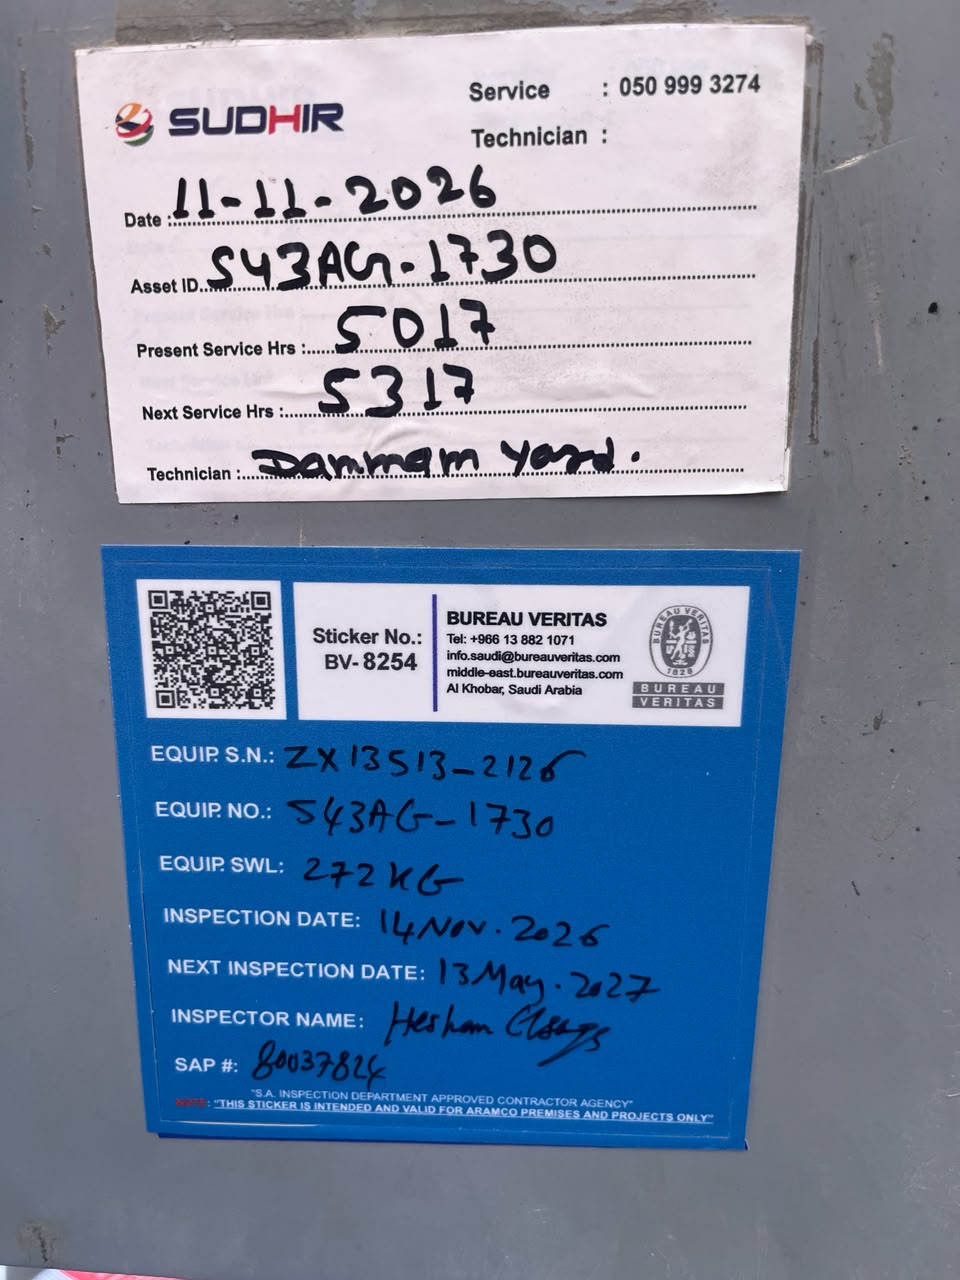 SUDHIR
Service : 050 999 3274
Technician :
Date : 11-11-2026
Asset ID. S43AG-1730
Present Service Hrs : 5017
Next Service Hrs : 5317
Technician : Dammam Yard.
Sticker No.:
BV- 8254
BUREAU VERITAS
Tel: +966 13 882 1071
info.saudi@bureauveritas.com
middle-east.bureauveritas.com
Al Khobar, Saudi Arabia
BUREAU VERITAS
1828
BUREAU
VERITAS
EQUIP. S.N.: ZX13513-2126
EQUIP. NO.: S43AG-1730
EQUIP. SWL: 272 KG
INSPECTION DATE: 14 Nov. 2026
NEXT INSPECTION DATE: 13 May. 2027
INSPECTOR NAME: Hesham
SAP #: 80037824
"S.A. INSPECTION DEPARTMENT APPROVED CONTRACTOR AGENCY"
NOTE: "THIS STICKER IS INTENDED AND VALID FOR ARAMCO PREMISES AND PROJECTS ONLY"